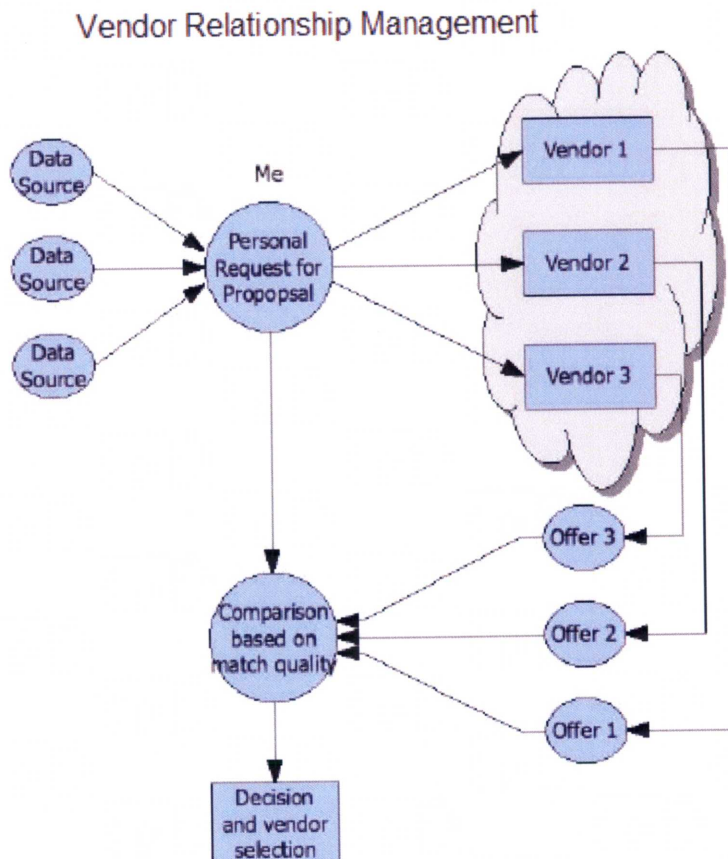 Vendor Relationship Management
Data
Source
Me
Vendor 1
Personal
Request for
Propopsal
Data
Source
Vendor 2
Data
Source
Vendor 3
Offer 3
Comparison
based on
match quality
Offer 2
Offer 1
Decision
and vendor
selection